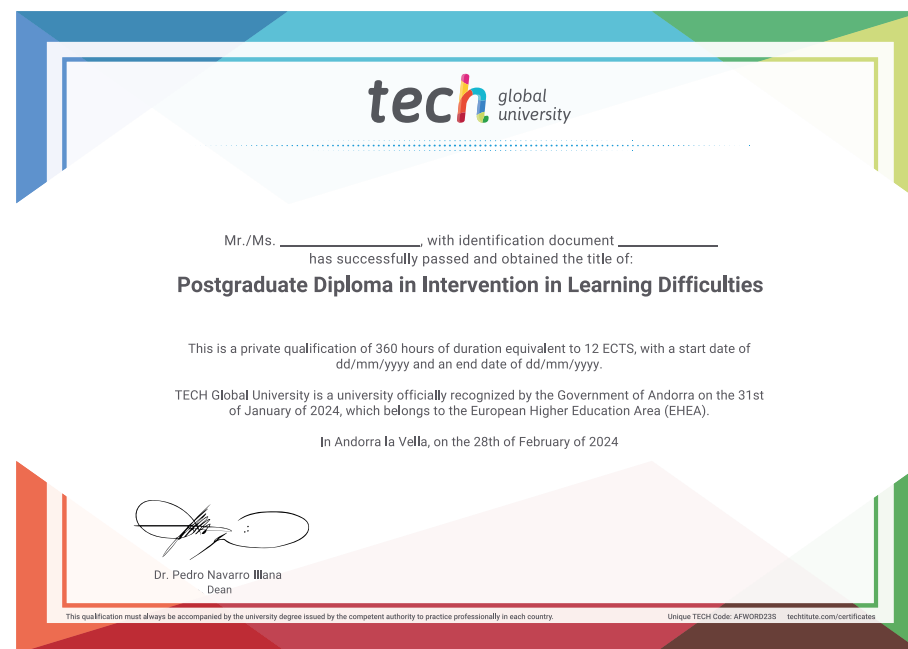 tech global
university
Mr./Ms. ____________________, with identification document ______________
has successfully passed and obtained the title of:
Postgraduate Diploma in Intervention in Learning Difficulties
This is a private qualification of 360 hours of duration equivalent to 12 ECTS, with a start date of
dd/mm/yyyy and an end date of dd/mm/yyyy.
TECH Global University is a university officially recognized by the Government of Andorra on the 31st
of January of 2024, which belongs to the European Higher Education Area (EHEA).
In Andorra la Vella, on the 28th of February of 2024
Dr. Pedro Navarro Illana
Dean
This qualification must always be accompanied by the university degree issued by the competent authority to practice professionally in each country.
Unique TECH Code: AFWORD23S techtitute.com/certificates